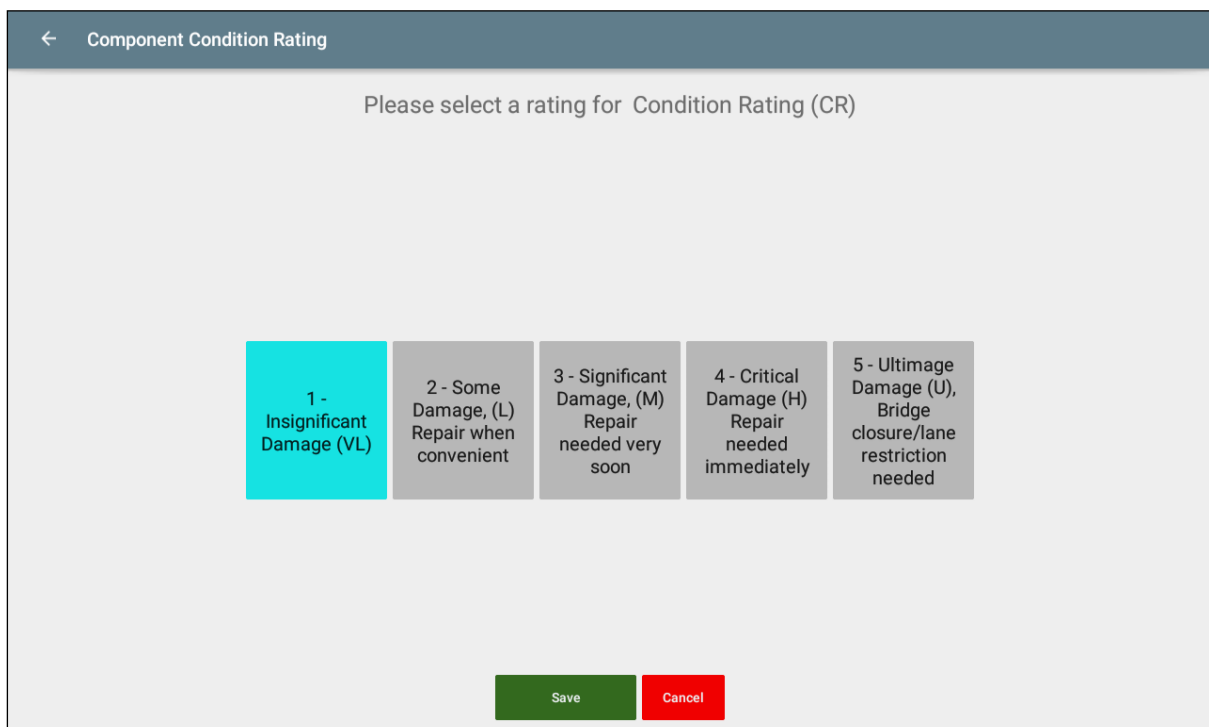 Component Condition Rating
Please select a rating for Condition Rating (CR)
1 -
Insignificant
Damage (VL)
2 - Some
Damage, (L)
Repair when
convenient
3 - Significant
Damage, (M)
Repair
needed very
soon
4 - Critical
Damage (H)
Repair
needed
immediately
5 - Ultimage
Damage (U),
Bridge
closure/lane
restriction
needed
Save
Cancel